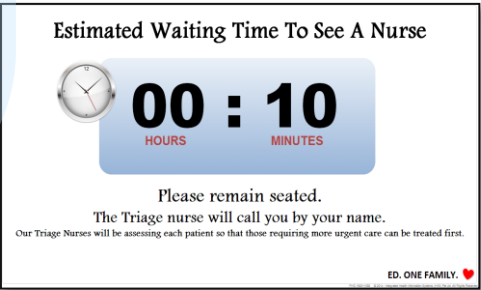 Estimated Waiting Time To See A Nurse
12
00 : 10
HOURS MINUTES
Please remain seated.
The Triage nurse will call you by your name.
Our Triage Nurses will be assessing each patient so that those requiring more urgent care can be treated first.
ED. ONE FAMILY.